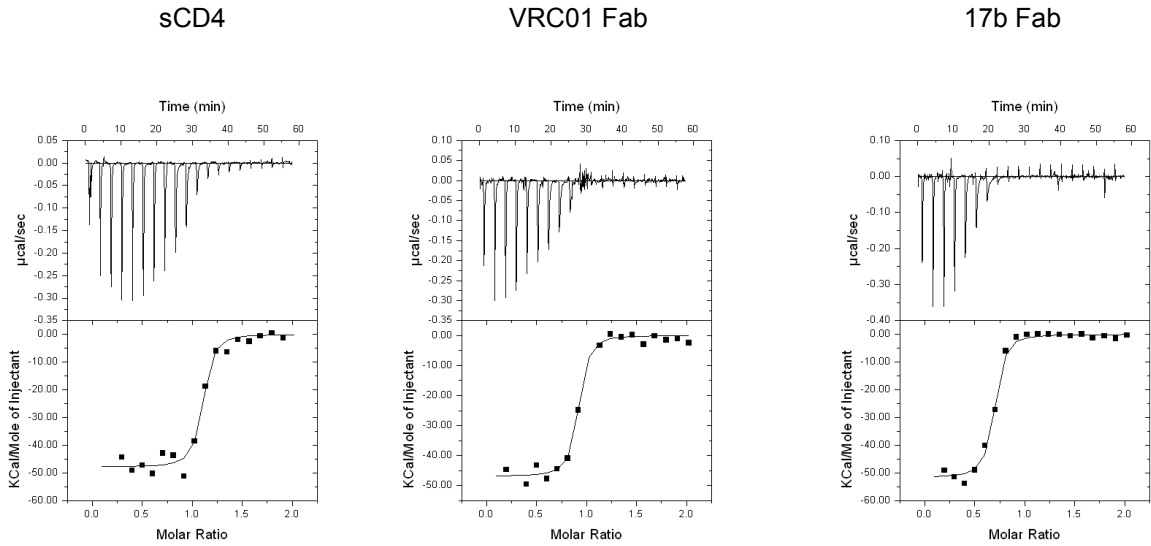 sCD4
VRC01 Fab
17b Fab
Time (min)
0 10 20 30 40 50 60
0.05
0.00
-0.05
-0.10
-0.15
-0.20
-0.25
-0.30
0.35
µcal/sec
0.00
-10.00
-20.00
-30.00
-40.00
-50.00
-60.00
KCal/Mole of Injectant
0.0 0.5 1.0 1.5 2.0
Molar Ratio
Time (min)
0 10 20 30 40 50 60
0.10
0.05
0.00
-0.05
-0.10
-0.15
-0.20
-0.25
-0.30
0.35
µcal/sec
0.00
-10.00
-20.00
-30.00
-40.00
-50.00
KCal/Mole of Injectant
0.0 0.5 1.0 1.5 2.0
Molar Ratio
Time (min)
0 10 20 30 40 50 60
0.10
0.00
-0.10
-0.20
-0.30
-0.40
µcal/sec
0.00
-10.00
-20.00
-30.00
-40.00
-50.00
-60.00
KCal/Mole of Injectant
0.0 0.5 1.0 1.5 2.0
Molar Ratio